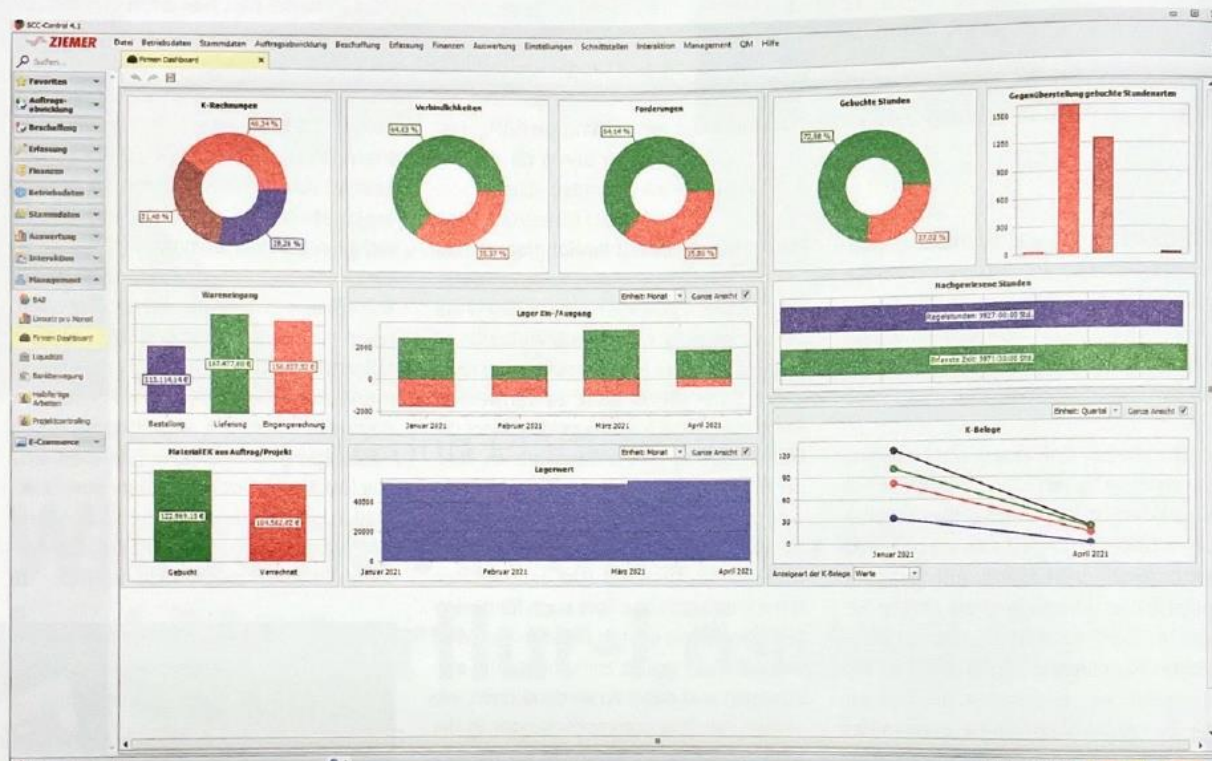 BCC-Control 4.1
ZIEMER
Datei Betriebsdaten Stammdaten Auftragsabwicklung Beschaffung Erfassung Finanzen Auswertung Einstellungen Schnittstellen Interaktion Management QM Hilfe
Suchen...
Firmen Dashboard
Favoriten
Auftrags-
abwicklung
Beschaffung
Erfassung
Finanzen
Betriebsdaten
Stammdaten
Auswertung
Interaktion
Management
BAB
Umsatz pro Monat
Firmen Dashboard
Liquidität
Bankbewegung
Halbfertige
Arbeiten
Projektcontrolling
E-Commerce
K-Rechnungen
40,34 %
31,40 %
28,26 %
Verbindlichkeiten
64,63 %
35,37 %
Forderungen
64,14 %
35,86 %
Gebuchte Stunden
72,98 %
27,02 %
Gegenüberstellung gebuchte Stundenarten
1500
1200
900
600
300
0
Wareneingang
Bestellung Lieferung Eingangsrechnung
Einheit: Monat Ganze Ansicht
Lager Ein-/Ausgang
2000
0
-2000
Januar 2021 Februar 2021 März 2021 April 2021
Nachgewiesene Stunden
Regelstunden: 3927:00:00 Std.
Erfasste Zeit: 3971:30:00 Std.
MaterialEK aus Auftrag/Projekt
Gebucht Verrechnet
Einheit: Monat Ganze Ansicht
Lagerwert
40000
20000
0
Januar 2021 Februar 2021 März 2021 April 2021
Einheit: Quartal Ganze Ansicht
K-Belege
120
90
60
30
0
Januar 2021 April 2021
Anzeigeart der K-Belege Werte